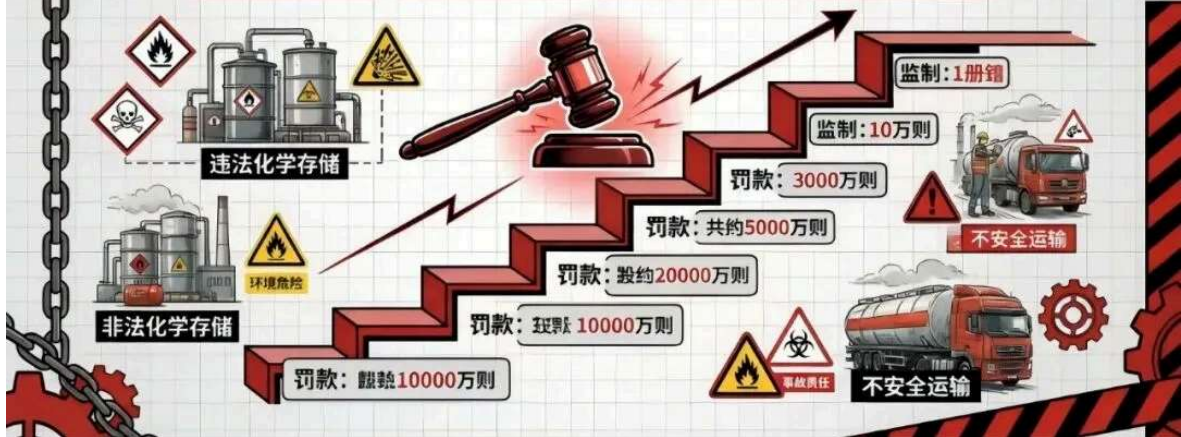 违法化学存储
环境危险
非法化学存储
监制：1册错
监制：10万则
罚款：3000万则
罚款：共约5000万则
罚款：约20000万则
罚款：10000万则
罚款：10000万则
不安全运输
事故责任
不安全运输